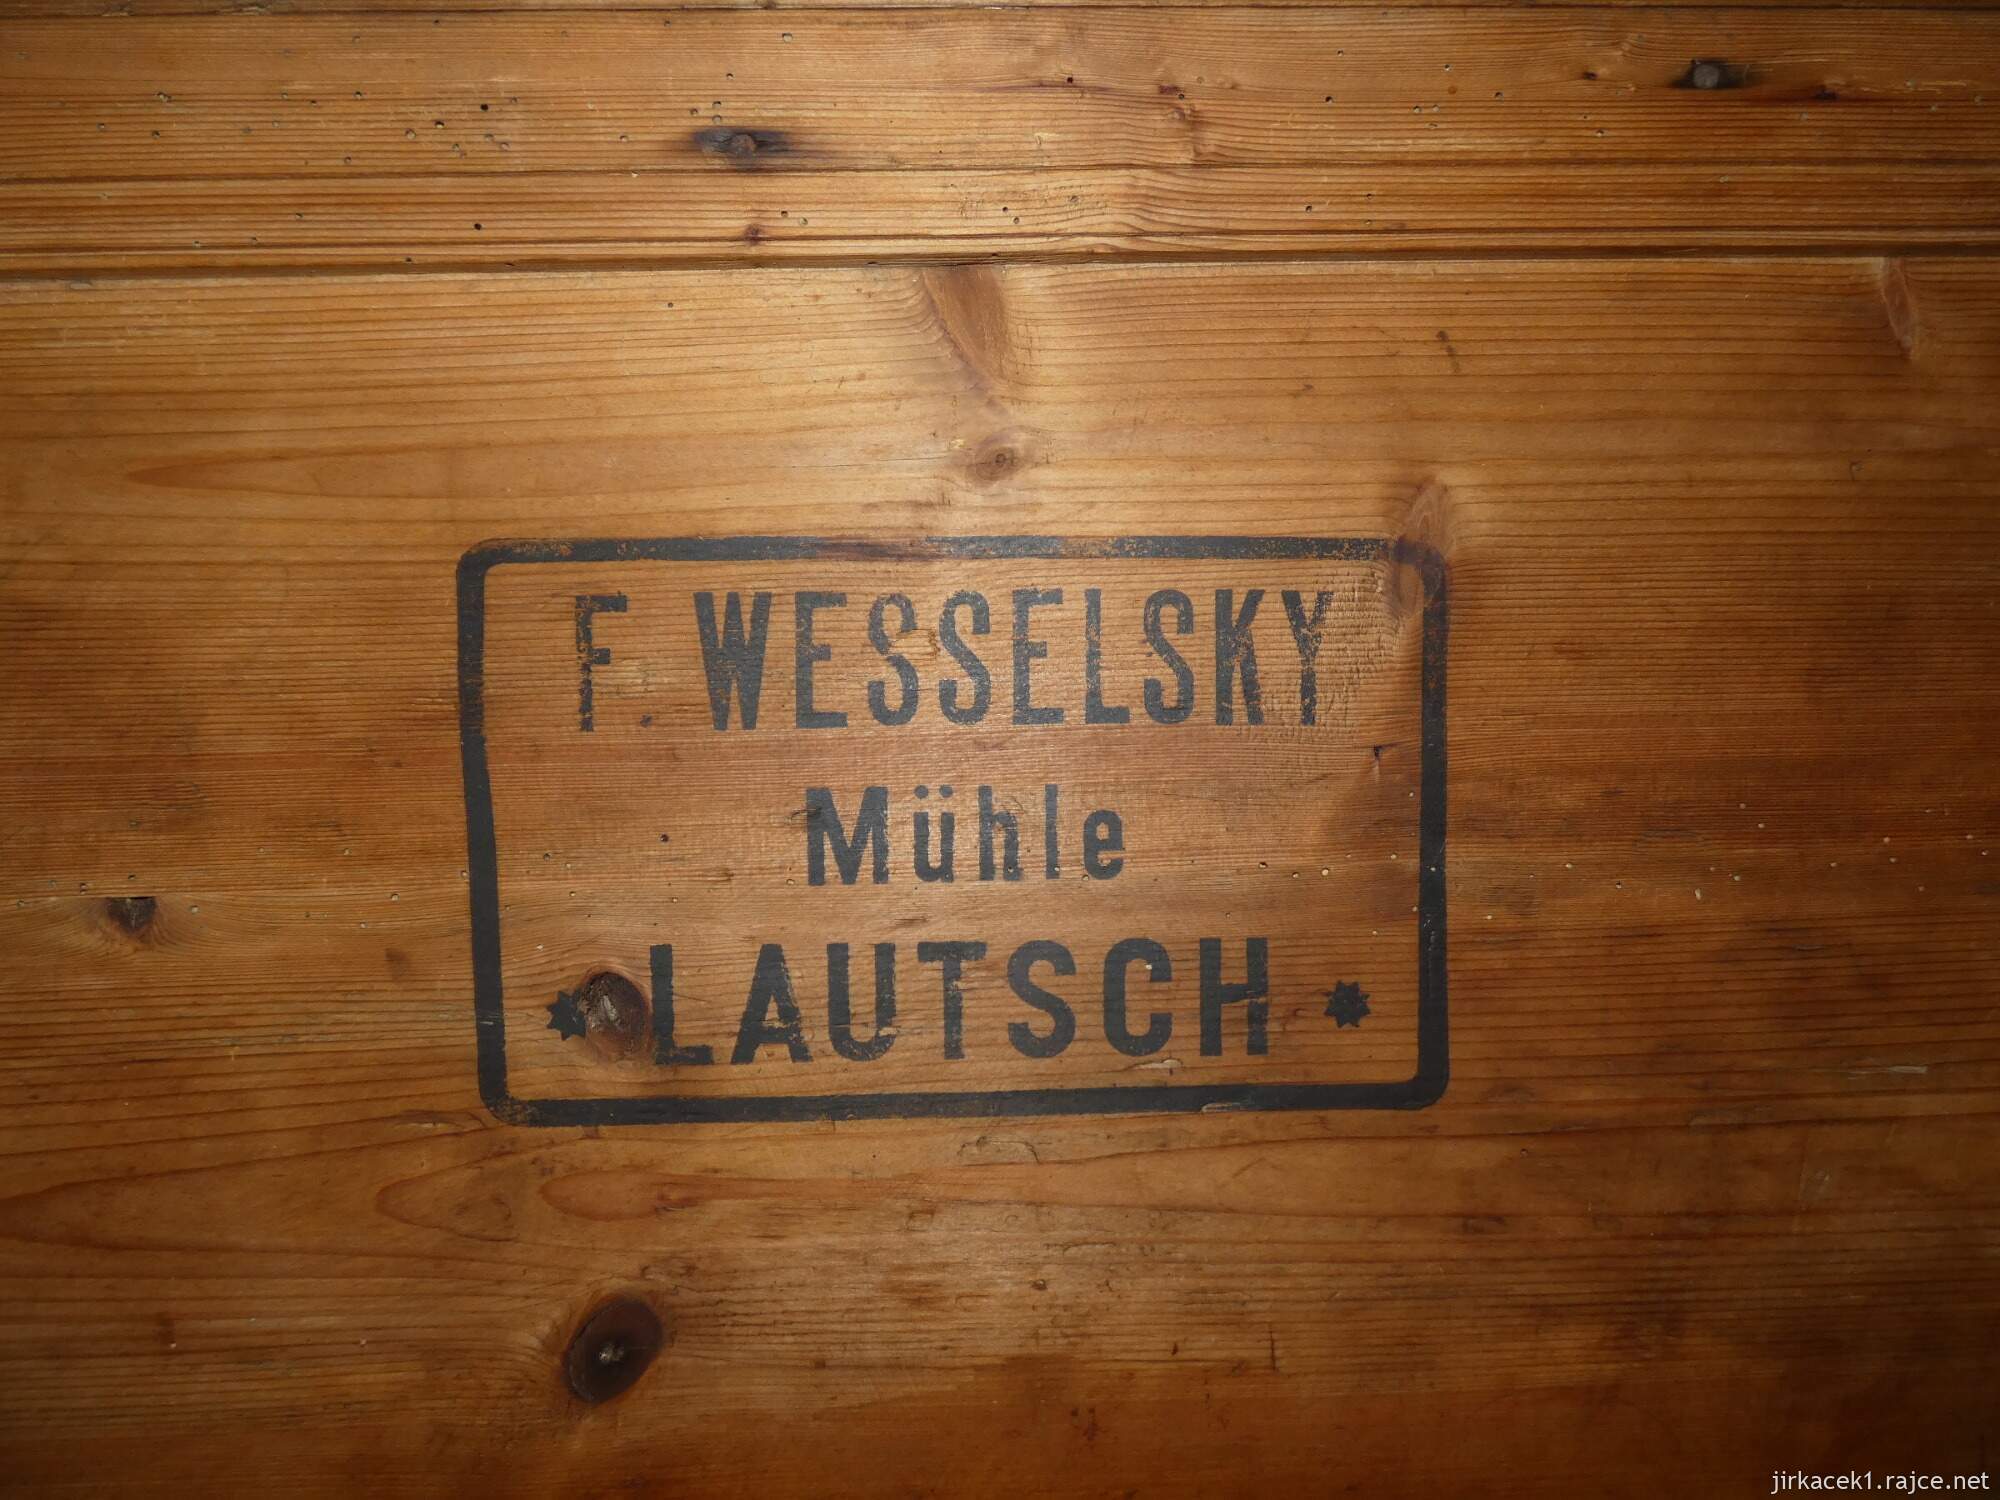 F. WESSELSKY
Mühle
* LAUTSCH *
jirkacek1.rajce.net